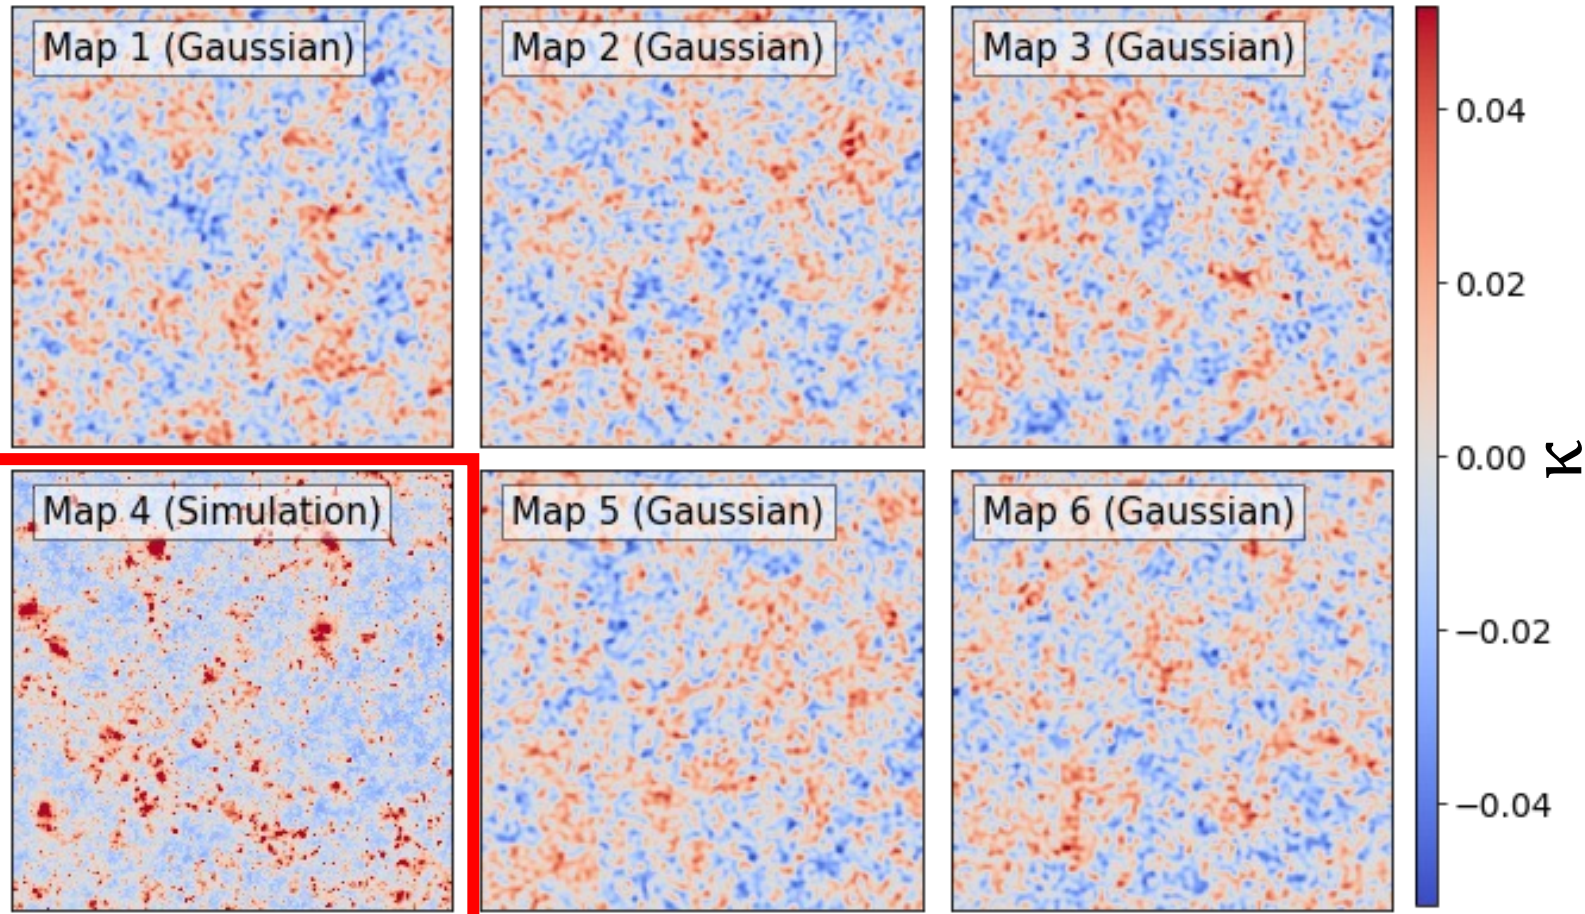 Map 1 (Gaussian)
Map 2 (Gaussian)
Map 3 (Gaussian)
Map 4 (Simulation)
Map 5 (Gaussian)
Map 6 (Gaussian)
0.04
0.02
0.00
−0.02
−0.04
κ